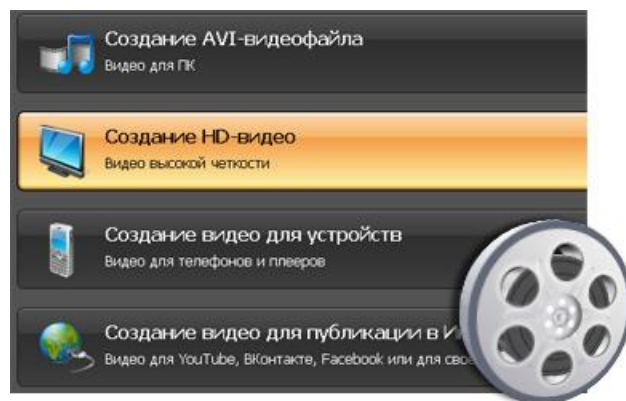 Создание AVI-видеофайла
Видео для ПК
Создание HD-видео
Видео высокой четкости
Создание видео для устройств
Видео для телефонов и плееров
Создание видео для публикации в
Видео для YouTube, ВКонтакте, Facebook или для